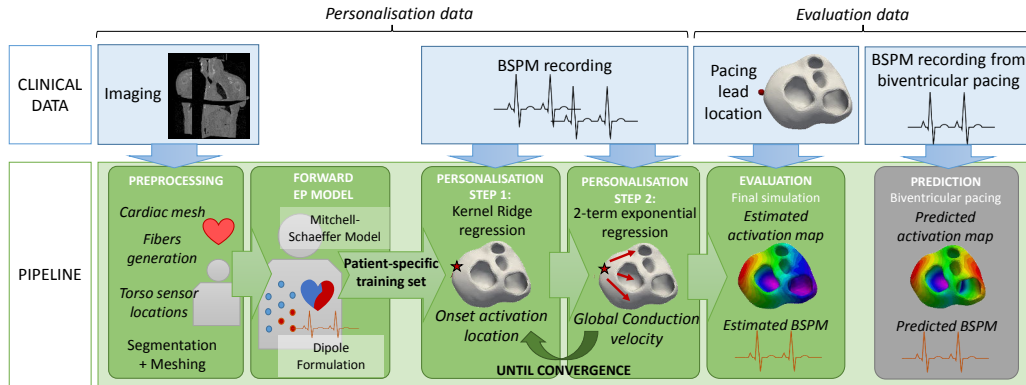 Personalisation data
Evaluation data
CLINICAL
DATA
Imaging
BSPM recording
Pacing
lead
location
BSPM recording from
biventricular pacing
PIPELINE
PREPROCESSING
Cardiac mesh
Fibers
generation
Torso sensor
locations
Segmentation
+ Meshing
FORWARD
EP MODEL
Mitchell-
Schaeffer Model
Dipole
Formulation
Patient-specific
training set
PERSONALISATION
STEP 1:
Kernel Ridge
regression
Onset activation
location
PERSONALISATION
STEP 2:
2-term exponential
regression
Global Conduction
velocity
UNTIL CONVERGENCE
EVALUATION
Final simulation
Estimated
activation map
Estimated BSPM
PREDICTION
Biventricular pacing
Predicted
activation map
Predicted BSPM